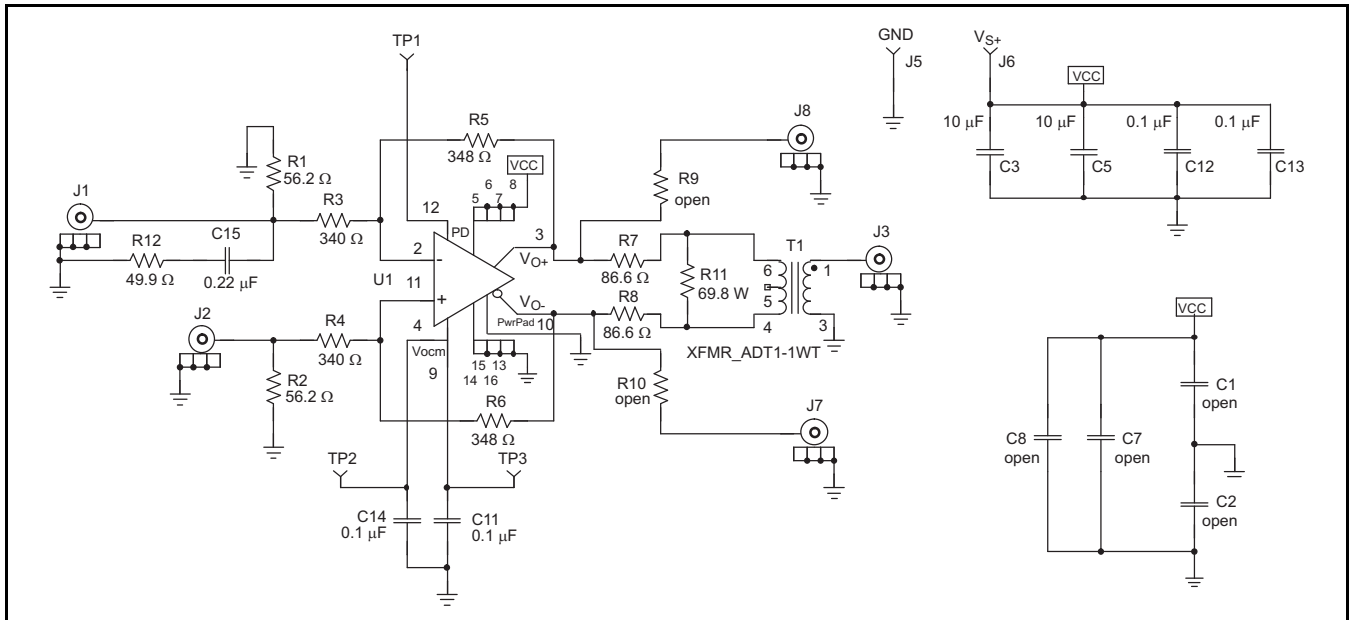 TP1
GND
J5
VS+
J6
VCC
10 μF
10 μF
0.1 μF
0.1 μF
C3
C5
C12
C13
R5
348 Ω
VCC
J8
R1
56.2 Ω
R9
open
J1
R3
340 Ω
12
PD
6
8
5
7
3
R12
49.9 Ω
C15
0.22 μF
2
-
U1
11
+
VO+
R7
86.6 Ω
R11
69.8 W
T1
6
5
4
1
3
J3
J2
R4
340 Ω
4
Vocm
9
VO-
PwrPad
10
R8
86.6 Ω
XFMR_ADT1-1WT
R2
56.2 Ω
15
13
14
16
R10
open
R6
348 Ω
J7
TP2
TP3
C14
0.1 μF
C11
0.1 μF
VCC
C1
open
C8
open
C7
open
C2
open